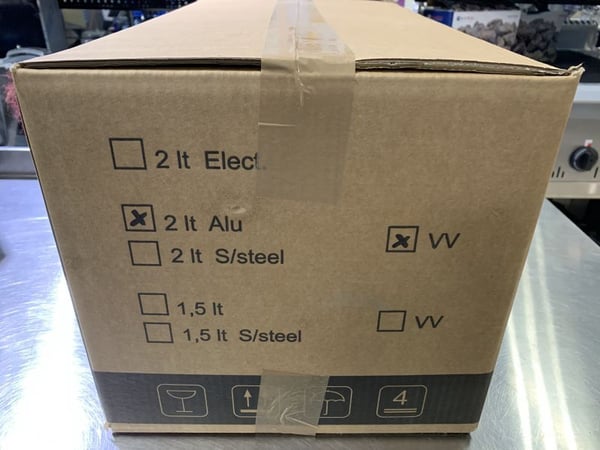 2 lt Elect.
2 lt Alu
2 lt S/steel
VV
1,5 lt
1,5 lt S/steel
VV
4